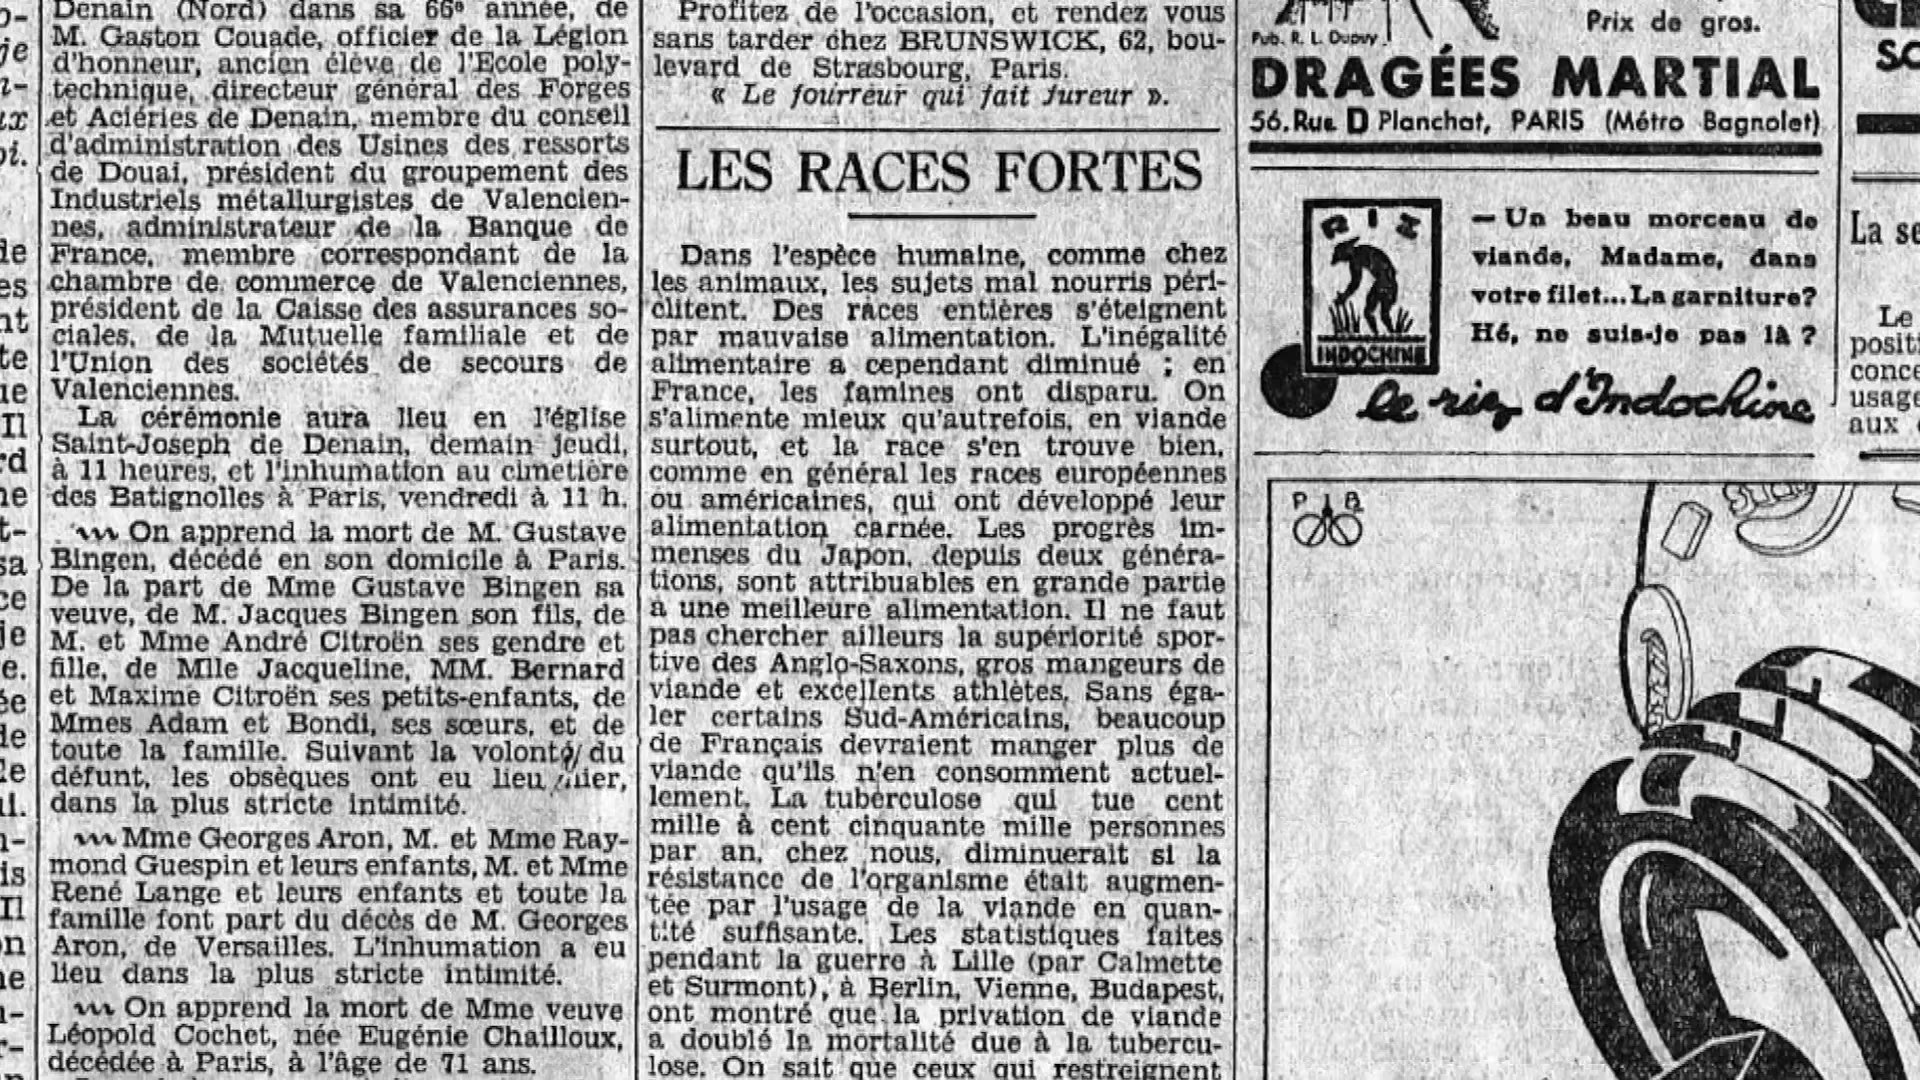 Denain (Nord) dans sa 66e année, de
M. Gaston Couade, officier de la Légion
d'honneur, ancien élève de l'Ecole poly-
technique, directeur général des Forges
et Aciéries de Denain, membre du conseil
d'administration des Usines des ressorts
de Douai, président du groupement des
Industriels métallurgistes de Valencien-
nes, administrateur de la Banque de
France, membre correspondant de la
chambre de commerce de Valenciennes,
président de la Caisse des assurances so-
ciales, de la Mutuelle familiale et de
l'Union des sociétés de secours de
Valenciennes.
La cérémonie aura lieu en l'église
Saint-Joseph de Denain, demain jeudi,
à 11 heures, et l'inhumation au cimetière
des Batignolles à Paris, vendredi à 11 h.
On apprend la mort de M. Gustave
Bingen, décédé en son domicile à Paris.
De la part de Mme Gustave Bingen sa
veuve, de M. Jacques Bingen son fils, de
M. et Mme André Citroën ses gendre et
fille, de Mlle Jacqueline, MM. Bernard
et Maxime Citroën ses petits-enfants, de
Mmes Adam et Bondi, ses sœurs, et de
toute la famille. Suivant la volonté du
défunt, les obsèques ont eu lieu hier,
dans la plus stricte intimité.
Mme Georges Aron, M. et Mme Ray-
mond Guespin et leurs enfants, M. et Mme
René Lange et leurs enfants et toute la
famille font part du décès de M. Georges
Aron, de Versailles. L'inhumation a eu
lieu dans la plus stricte intimité.
On apprend la mort de Mme veuve
Léopold Cochet, née Eugénie Chailloux,
décédée à Paris, à l'âge de 71 ans.
Profitez de l'occasion, et rendez vous
sans tarder chez BRUNSWICK, 62, bou-
levard de Strasbourg, Paris.
« Le fourreur qui fait fureur ».
LES RACES FORTES
Dans l'espèce humaine, comme chez
les animaux, les sujets mal nourris péri-
clitent. Des races entières s'éteignent
par mauvaise alimentation. L'inégalité
alimentaire a cependant diminué ; en
France, les famines ont disparu. On
s'alimente mieux qu'autrefois, en viande
surtout, et la race s'en trouve bien,
comme en général les races européennes
ou américaines, qui ont développé leur
alimentation carnée. Les progrès im-
menses du Japon, depuis deux généra-
tions, sont attribuables en grande partie
a une meilleure alimentation. Il ne faut
pas chercher ailleurs la supériorité spor-
tive des Anglo-Saxons, gros mangeurs de
viande et excellents athlètes. Sans éga-
ler certains Sud-Américains, beaucoup
de Français devraient manger plus de
viande qu'ils n'en consomment actuel-
lement. La tuberculose qui tue cent
mille à cent cinquante mille personnes
par an, chez nous, diminuerait si la
résistance de l'organisme était augmen-
tée par l'usage de la viande en quan-
tité suffisante. Les statistiques faites
pendant la guerre à Lille (par Calmette
et Surmont), à Berlin, Vienne, Budapest,
ont montré que la privation de viande
a doublé la mortalité due à la tubercu-
lose. On sait que ceux qui restreignent
Prix de gros.
Pub. R. L. Dupuy
DRAGÉES MARTIAL
56, Rue D Planchat, PARIS (Métro Bagnolet)
RIZ
INDOCHINE
— Un beau morceau de
viande, Madame, dans
votre filet... La garniture?
Hé, ne suis-je pas là ?
le riz d'Indochine
La se
Le
positi
conce
usage
aux